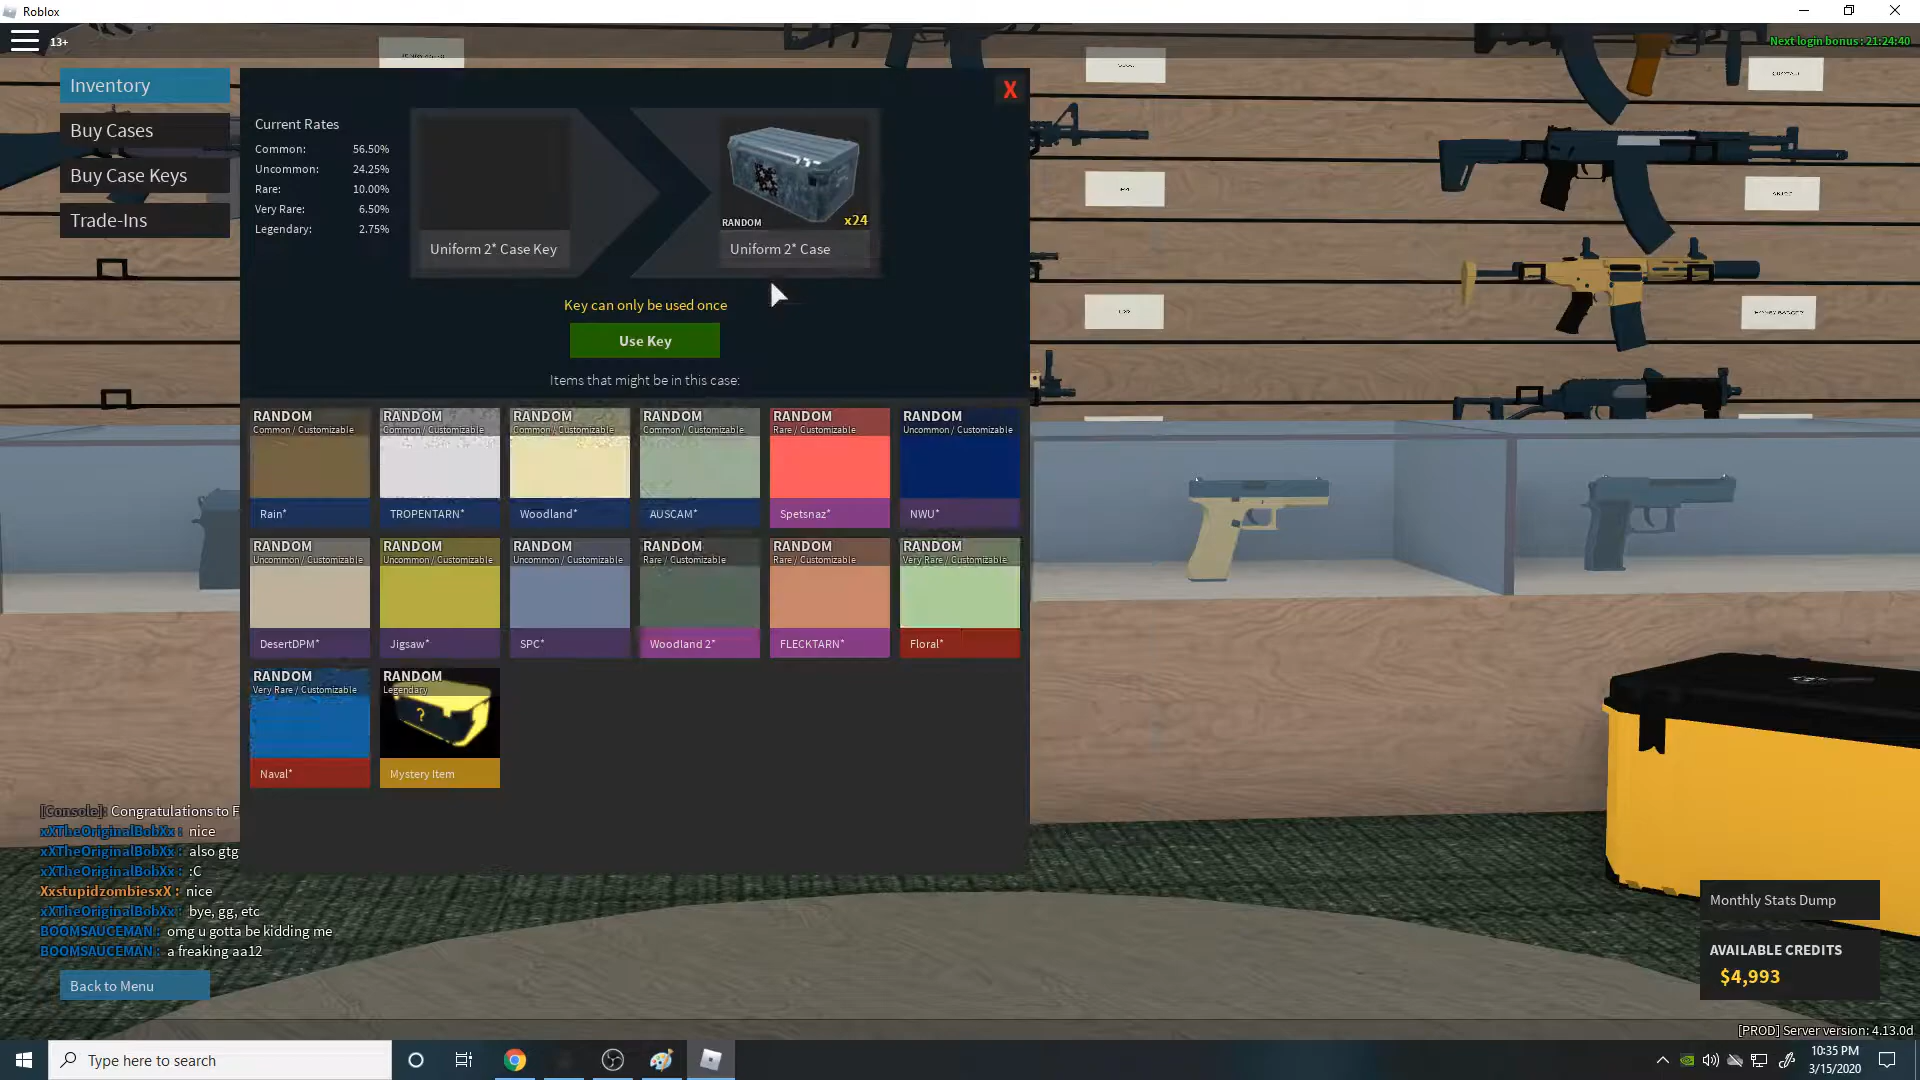 Roblox
13+
Next login bonus : 21:24:40
Inventory
Buy Cases
Buy Case Keys
Trade-Ins
X
Current Rates
Common: 56.50%
Uncommon: 24.25%
Rare: 10.00%
Very Rare: 6.50%
Legendary: 2.75%
Uniform 2* Case Key
RANDOM
x24
Uniform 2* Case
Key can only be used once
Use Key
Items that might be in this case:
RANDOM
Common / Customizable
Rain*
RANDOM
Common / Customizable
TROPENTARN*
RANDOM
Common / Customizable
Woodland*
RANDOM
Common / Customizable
AUSCAM*
RANDOM
Rare / Customizable
Spetsnaz*
RANDOM
Uncommon / Customizable
NWU*
RANDOM
Uncommon / Customizable
DesertDPM*
RANDOM
Uncommon / Customizable
Jigsaw*
RANDOM
Uncommon / Customizable
SPC*
RANDOM
Rare / Customizable
Woodland 2*
RANDOM
Rare / Customizable
FLECKTARN*
RANDOM
Very Rare / Customizable
Floral*
RANDOM
Very Rare / Customizable
Naval*
RANDOM
Legendary
?
Mystery Item
[Console]: Congratulations to F
xXTheOriginalBobXx : nice
xXTheOriginalBobXx : also gtg
xXTheOriginalBobXx : :C
XxstupidzombiesxX : nice
xXTheOriginalBobXx : bye, gg, etc
BOOMSAUCEMAN : omg u gotta be kidding me
BOOMSAUCEMAN : a freaking aa12
Back to Menu
Monthly Stats Dump
AVAILABLE CREDITS
$4,993
[PROD] Server version: 4.13.0d
Type here to search
10:35 PM
3/15/2020